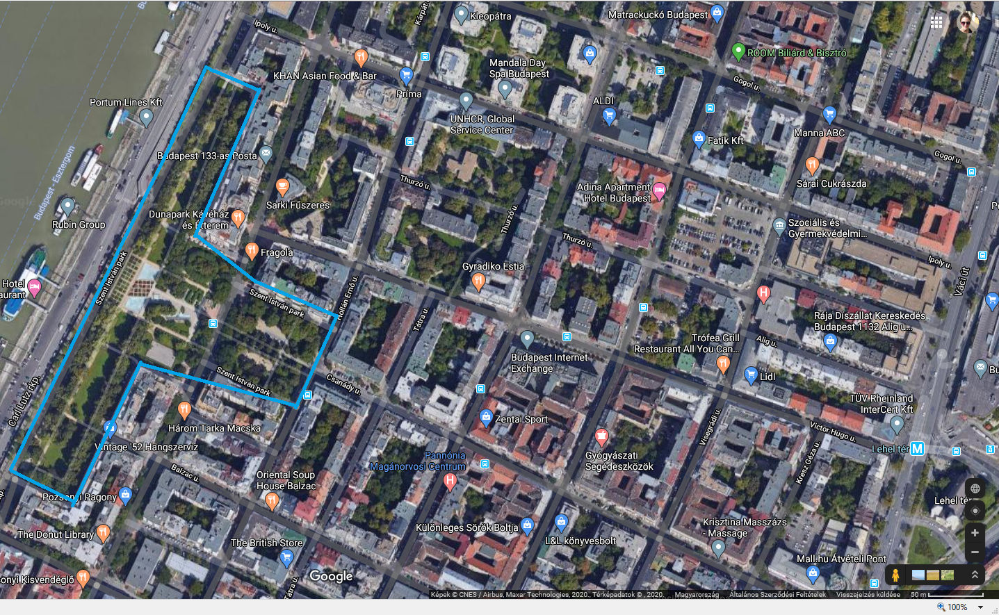 Ipoly u.
Kárpát
Kleopátra
Matrackuckó Budapest
ROOM Biliárd & Bisztró
KHAN Asian Food & Bar
Mandala Day
Spa Budapest
Príma
Gogol u.
Portum Lines Kft
ALDI
UNHCR, Global
Service Center
Manna ABC
Fatik Kft
Budapest 133-as Posta
Gogol u.
Budapest - Esztergom
Thurzó u.
Sárai Cukrászda
Adina Apartment
Hotel Budapest
Sarki Fűszeres
Dunapark Kávéház
és Étterem
Rubin Group
Thurzó u.
Szociális és
Gyermekvédelmi...
Thurzó u.
Fragola
Ipoly u.
Gyradiko Estia
Szent István park
Váci út
Hotel
aurant
Hollán Ernő u.
Szent István park
Tátra u.
Rája Díszállat Kereskedés
Budapest 1132 Alig u...
Trófea Grill
Restaurant All You Can...
Alig u.
Budapest Internet
Exchange
Szent István park
Csanády u.
Lidl
Carl Lutz rkp.
TÜV Rheinland
InterCert Kft
Három Tarka Macska
Zentai Sport
Visegrádi u.
Victor Hugo u.
Vintage '52 Hangszerviz
Lehel tér
M
Pannónia
Magánorvosi Centrum
Gyógyászati
Segédeszközök
Kresz Géza u.
Balzac u.
Oriental Soup
House Balzac
kp.
Pozsonyi Pagony
Lehel tér
Különleges Sörök Boltja
Krisztina Masszázs
- Massage
The Donut Library
The British Store
L&L könyvesbolt
Mall.hu Átvételi Pont
onyi Kisvendéglő
Tátra u.
Google
Képek © CNES / Airbus, Maxar Technologies, 2020., Térképadatok © , 2020.
Magyarország
Általános Szerződési Feltételek
Visszajelzés küldése
50 m
100%